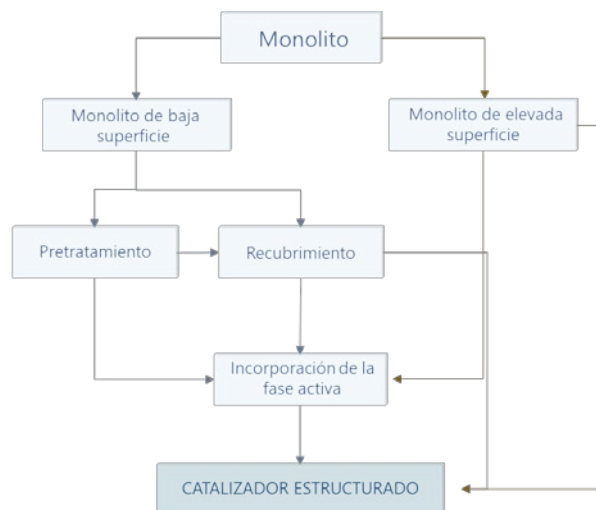 Monolito
Monolito de baja
superficie
Monolito de elevada
superficie
Pretratamiento
Recubrimiento
Incorporación de la
fase activa
CATALIZADOR ESTRUCTURADO